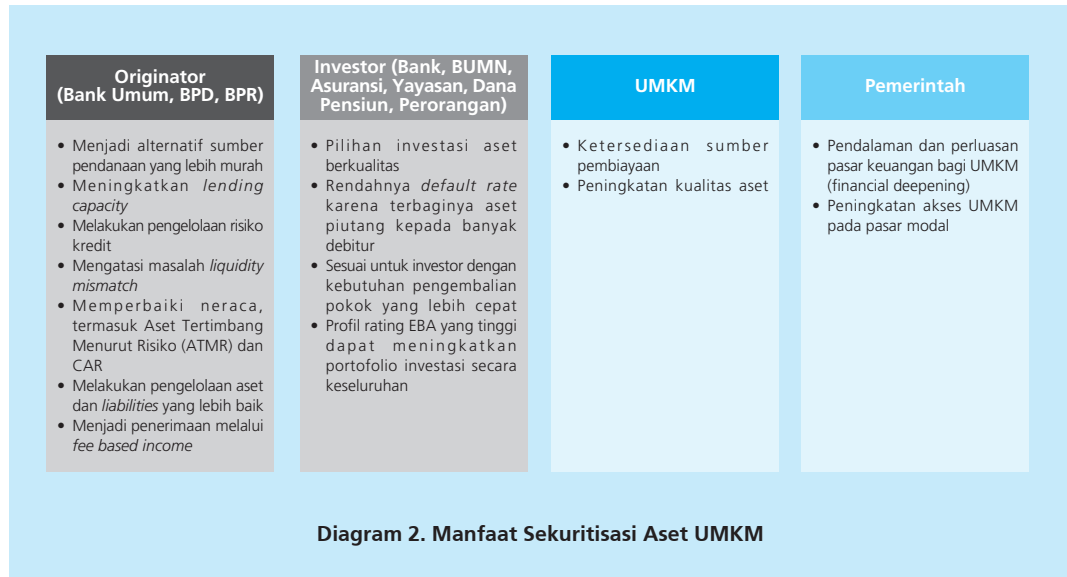 Originator
(Bank Umum, BPD, BPR)
• Menjadi alternatif sumber
pendanaan yang lebih murah
• Meningkatkan lending
capacity
• Melakukan pengelolaan risiko
kredit
• Mengatasi masalah liquidity
mismatch
• Memperbaiki neraca,
termasuk Aset Tertimbang
Menurut Risiko (ATMR) dan
CAR
• Melakukan pengelolaan aset
dan liabilities yang lebih baik
• Menjadi penerimaan melalui
fee based income
Investor (Bank, BUMN,
Asuransi, Yayasan, Dana
Pensiun, Perorangan)
• Pilihan investasi aset
berkualitas
• Rendahnya default rate
karena terbaginya aset
piutang kepada banyak
debitur
• Sesuai untuk investor dengan
kebutuhan pengembalian
pokok yang lebih cepat
• Profil rating EBA yang tinggi
dapat meningkatkan
portofolio investasi secara
keseluruhan
UMKM
• Ketersediaan sumber
pembiayaan
• Peningkatan kualitas aset
Pemerintah
• Pendalaman dan perluasan
pasar keuangan bagi UMKM
(financial deepening)
• Peningkatan akses UMKM
pada pasar modal
Diagram 2. Manfaat Sekuritisasi Aset UMKM